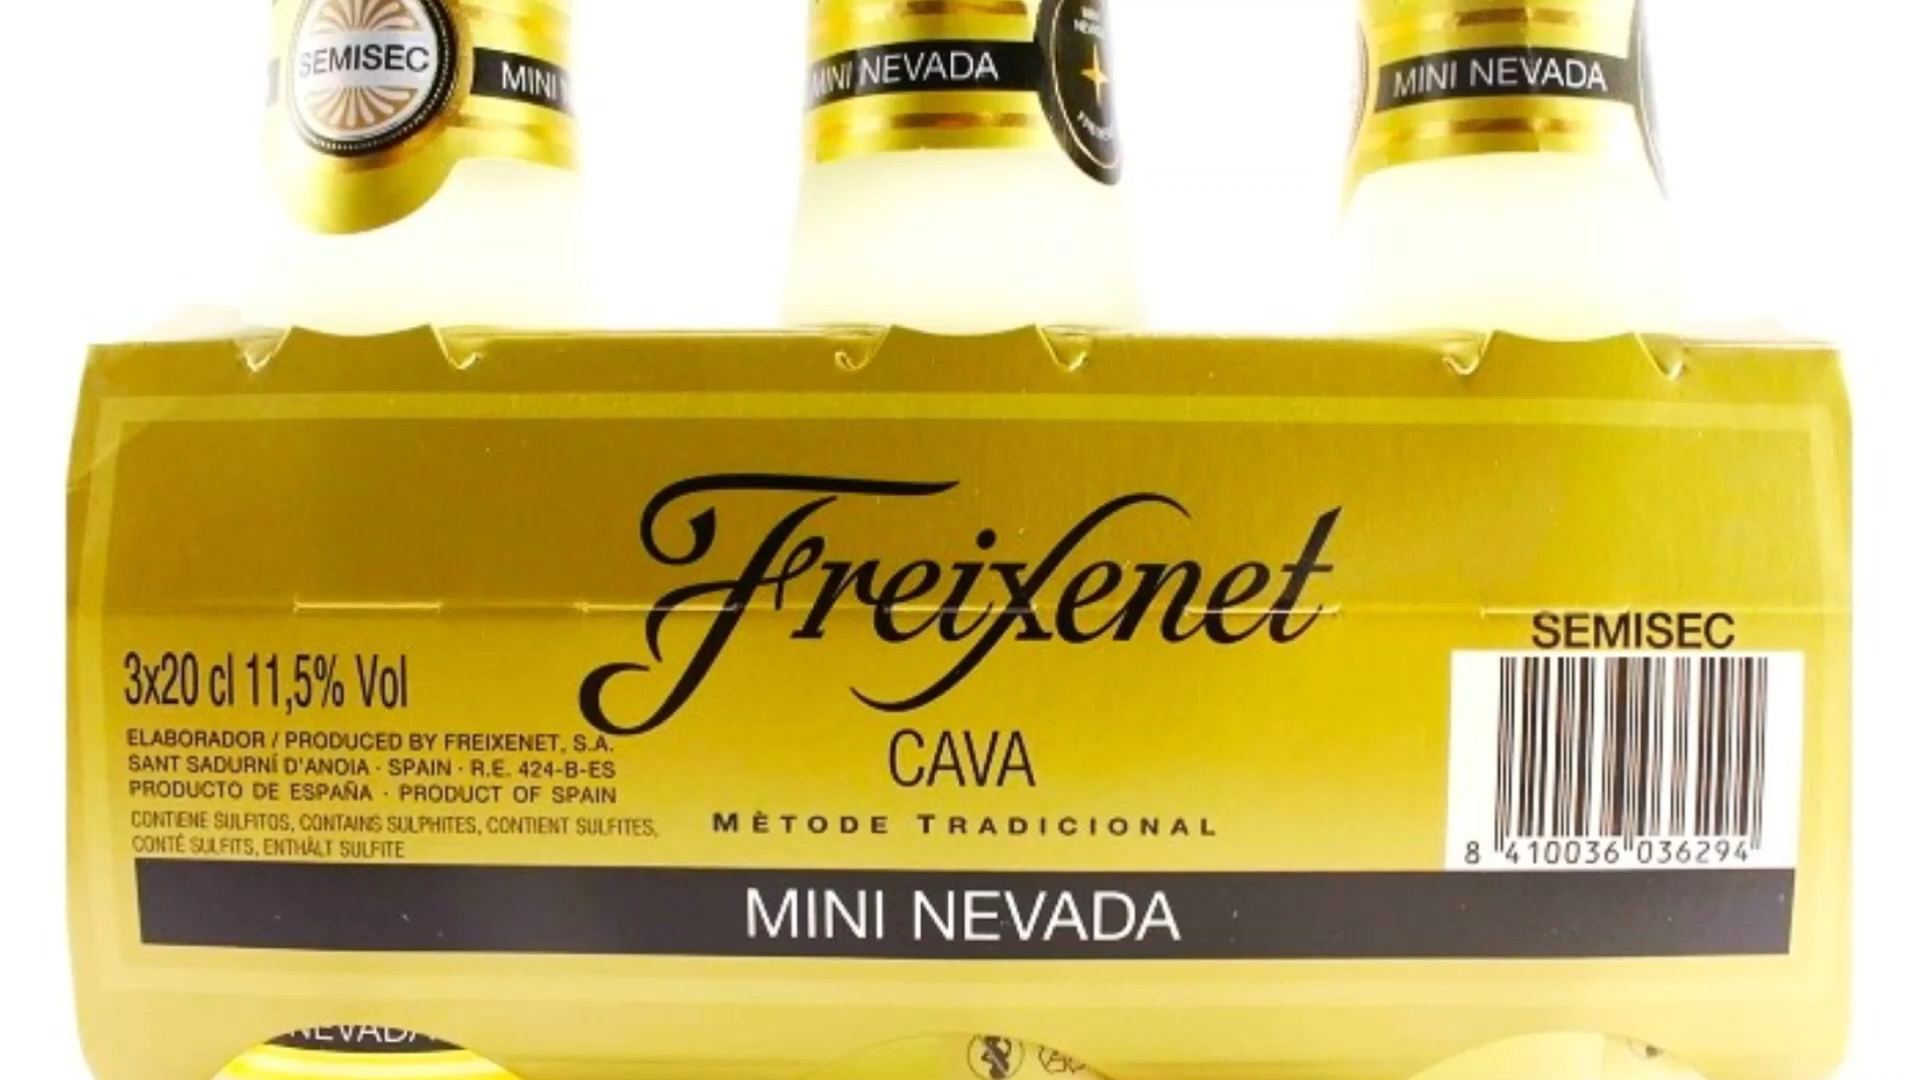 SEMISEC
MINI
MINI NEVADA
MINI NEVADA
Freixenet
SEMISEC
3x20 cl 11,5% Vol
ELABORADOR / PRODUCED BY FREIXENET, S.A.
SANT SADURNÍ D'ANOIA · SPAIN · R.E. 424-B-ES
PRODUCTO DE ESPAÑA · PRODUCT OF SPAIN
CONTIENE SULFITOS, CONTAINS SULPHITES, CONTIENT SULFITES,
CONTÉ SULFITS, ENTHÄLT SULFITE
CAVA
MÈTODE TRADICIONAL
8 410036 036294
MINI NEVADA
NEVADA